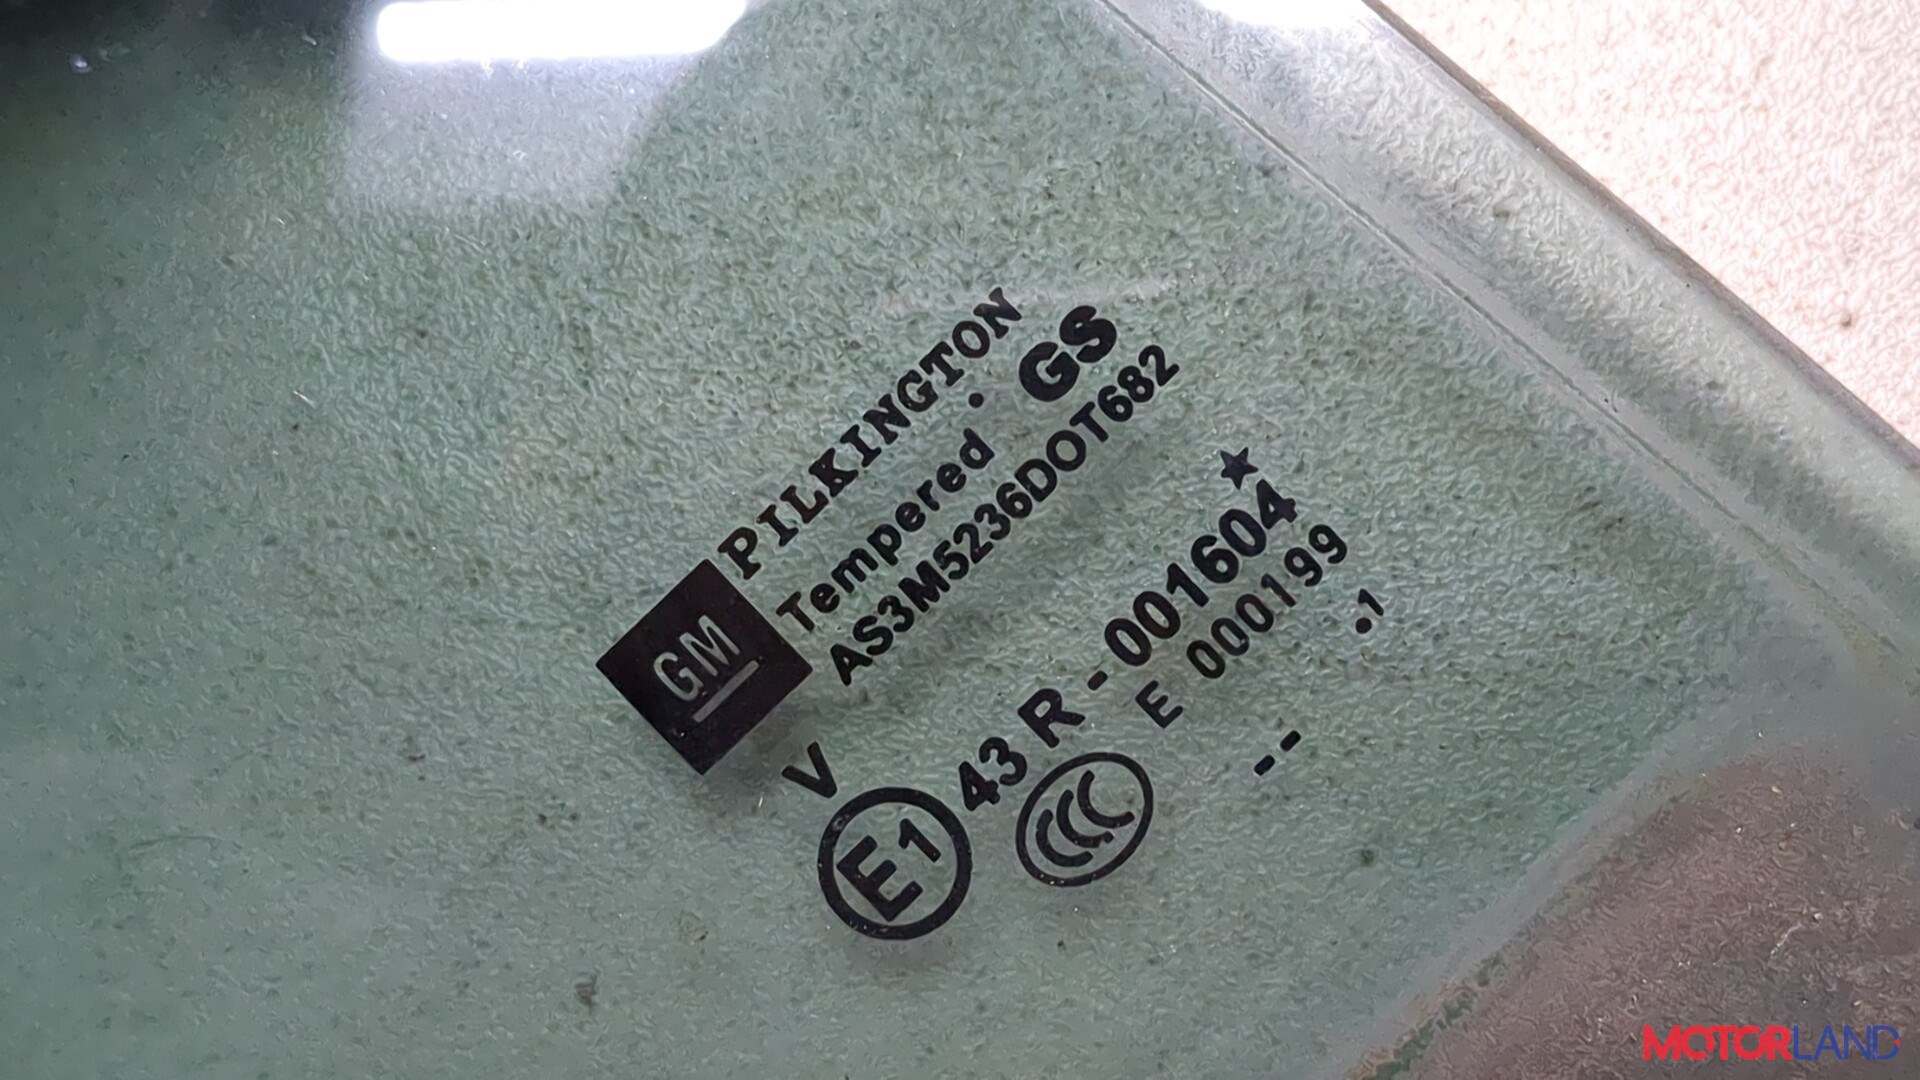 GM
PILKINGTON
Tempered . GS
AS3M5236DOT682
V
★
E1 43 R-001604
CCC E 000199
.1
--
MOTORLAND